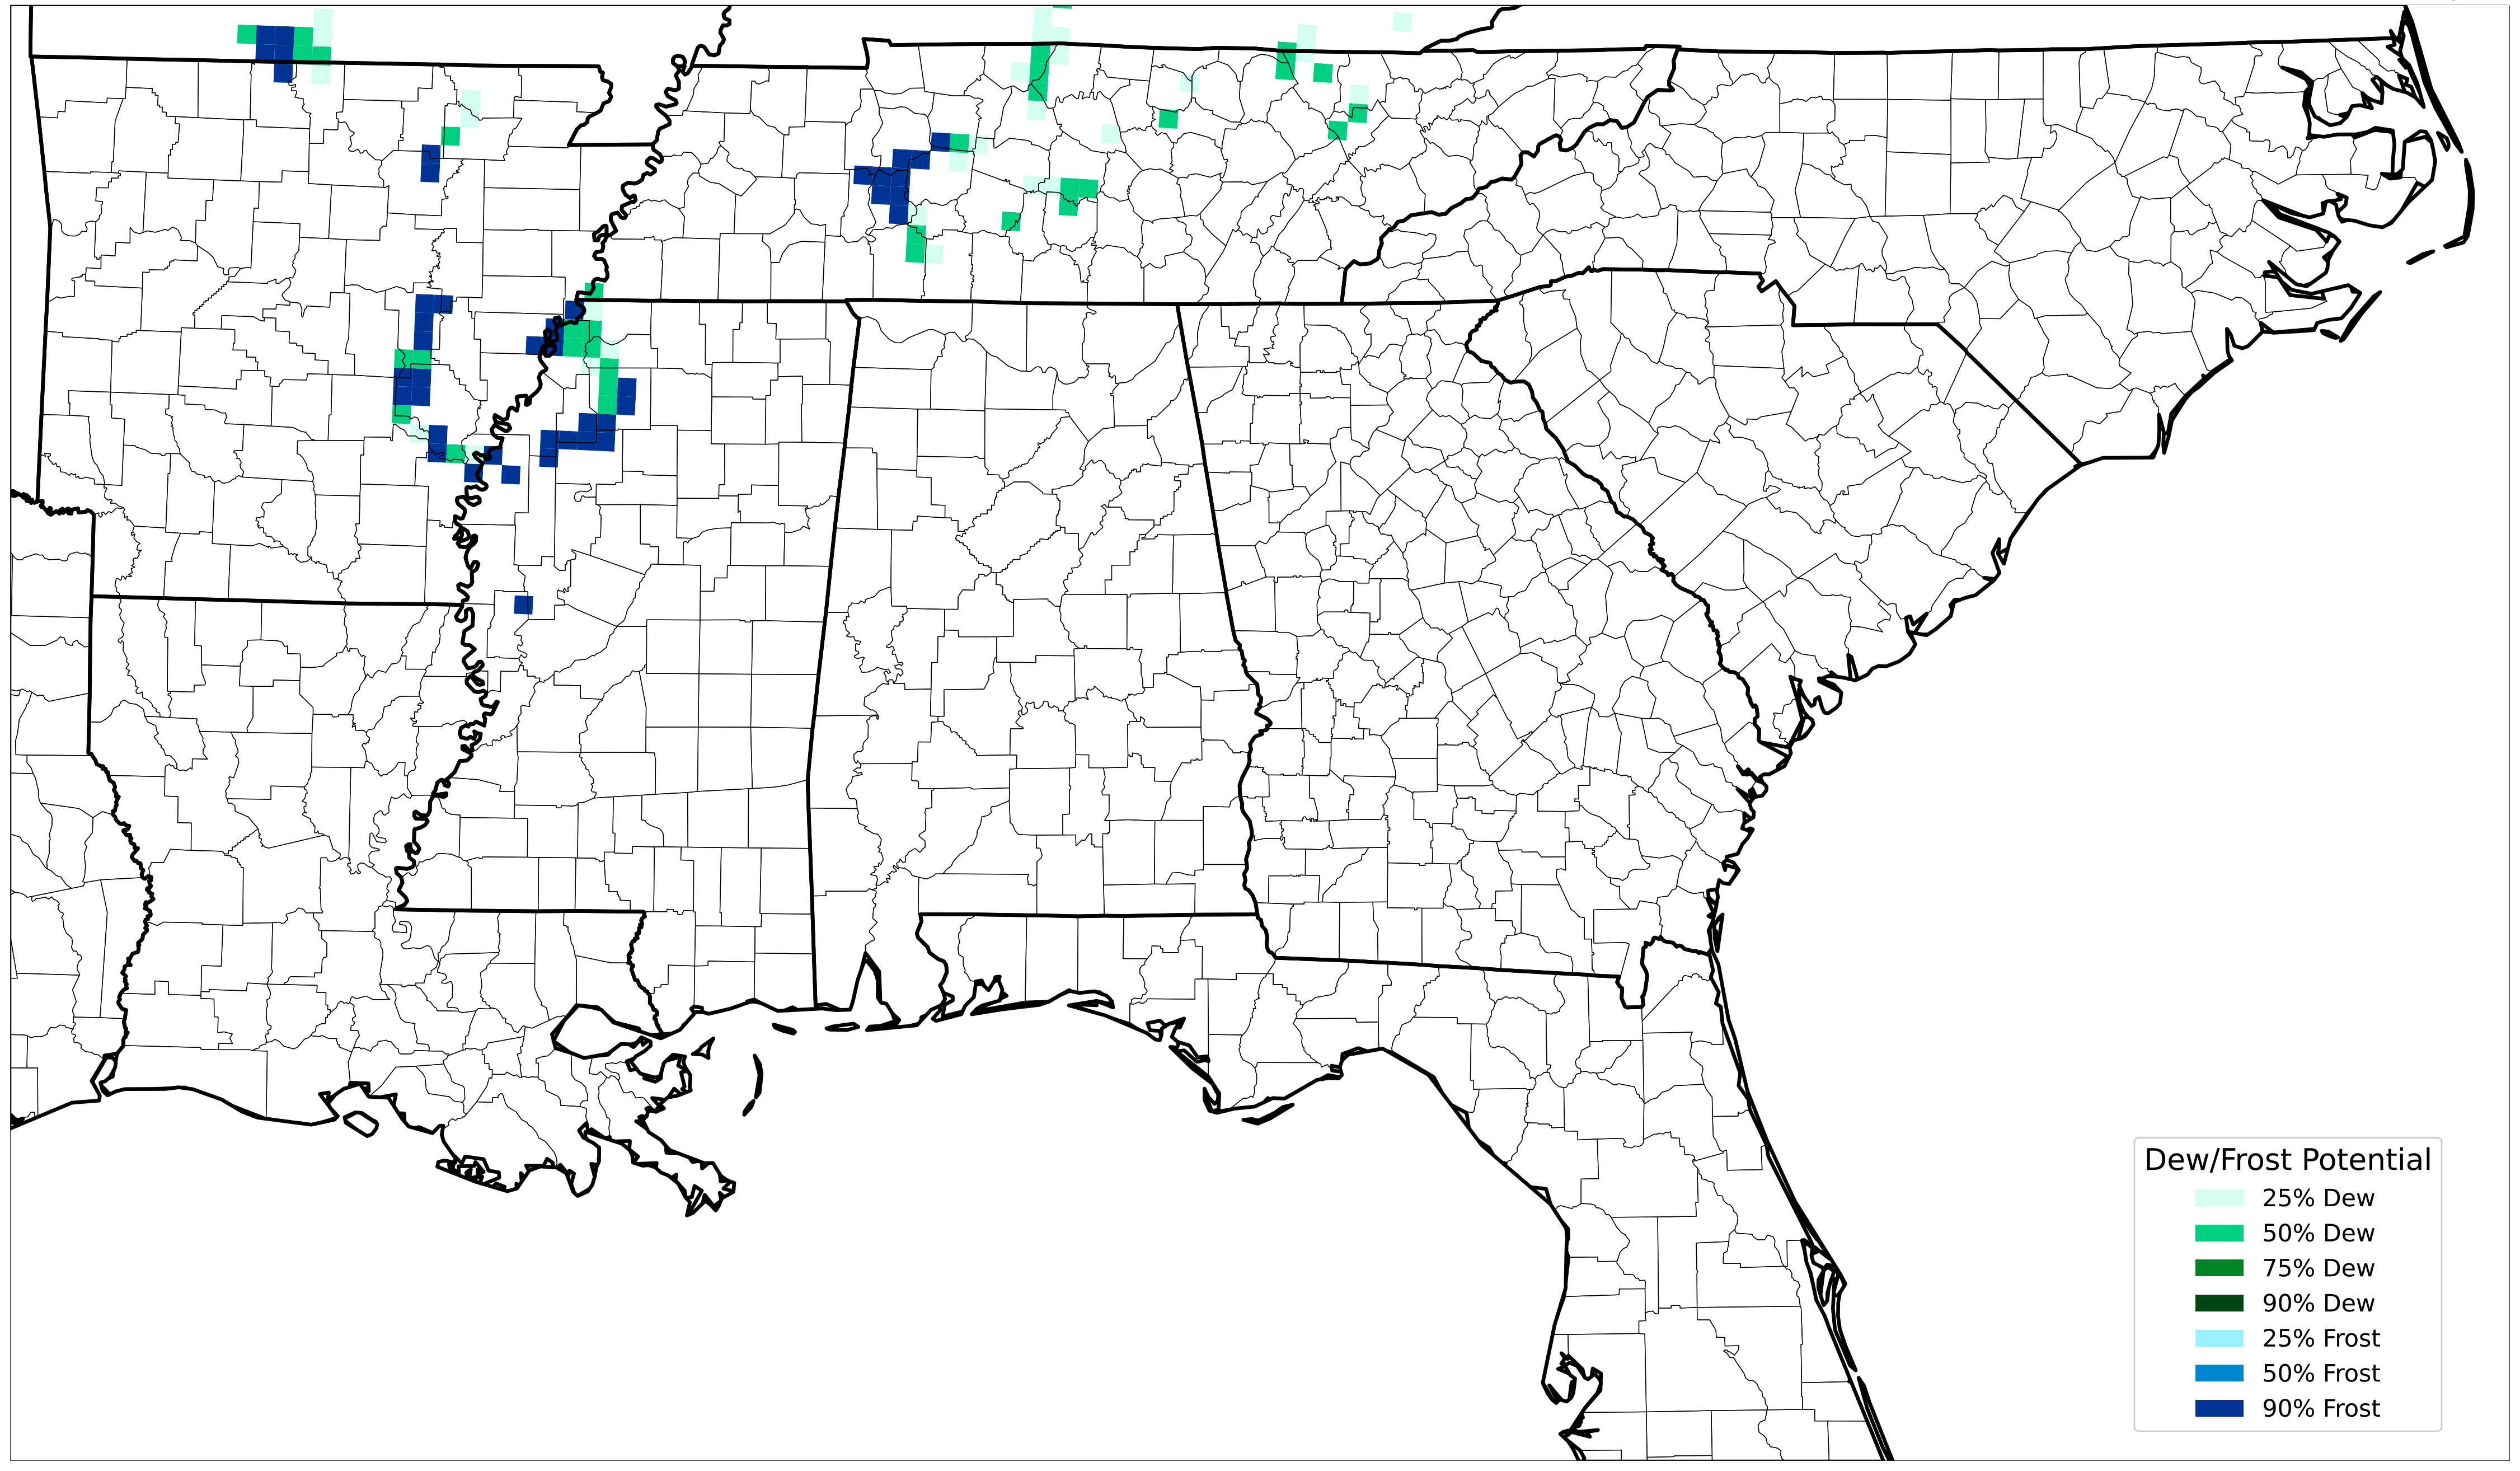 Dew/Frost Potential
25% Dew
50% Dew
75% Dew
90% Dew
25% Frost
50% Frost
90% Frost